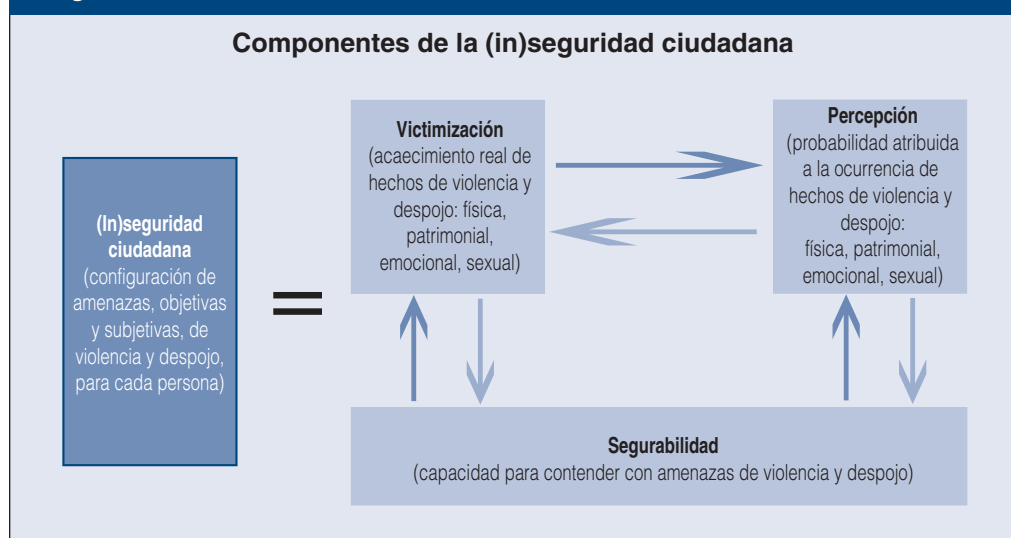 Componentes de la (in)seguridad ciudadana
(In)seguridad
ciudadana
(configuración de
amenazas, objetivas
y subjetivas, de
violencia y despojo,
para cada persona)
=
Victimización
(acaecimiento real de
hechos de violencia y
despojo: física,
patrimonial,
emocional, sexual)
Percepción
(probabilidad atribuida
a la ocurrencia de
hechos de violencia y
despojo:
física, patrimonial,
emocional, sexual)
Segurabilidad
(capacidad para contender con amenazas de violencia y despojo)